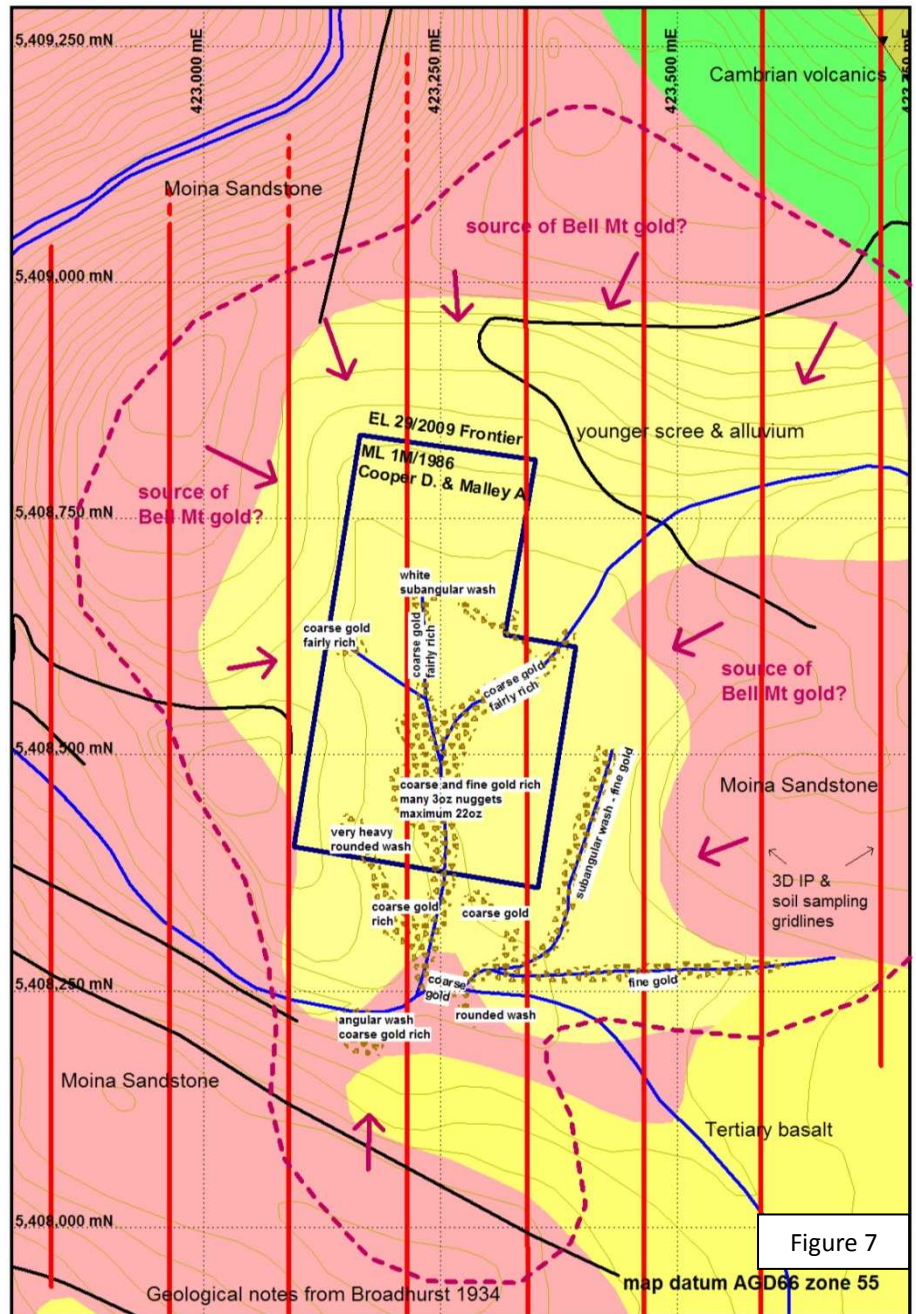 5,409,250 mN
423,000 mE
423,250 mE
423,500 mE
Cambrian volcanics
Moina Sandstone
source of Bell Mt gold?
5,409,000 mN
EL 29/2009 Frontier
younger scree & alluvium
ML 1M/1986
Cooper D. & Malley A
source of
Bell Mt gold?
5,408,750 mN
white
subangular wash
coarse gold
fairly rich
coarse gold
fairly rich
coarse gold
fairly rich
source of
Bell Mt gold?
5,408,500 mN
coarse and fine gold rich
many 3oz nuggets
maximum 22oz
subangular wash - fine gold
Moina Sandstone
very heavy
rounded wash
3D IP &
soil sampling
gridlines
coarse gold
rich
coarse gold
5,408,250 mN
coarse
gold
fine gold
rounded wash
angular wash
coarse gold rich
Moina Sandstone
Tertiary basalt
5,408,000 mN
Figure 7
map datum AGD66 zone 55
Geological notes from Broadhurst 1934